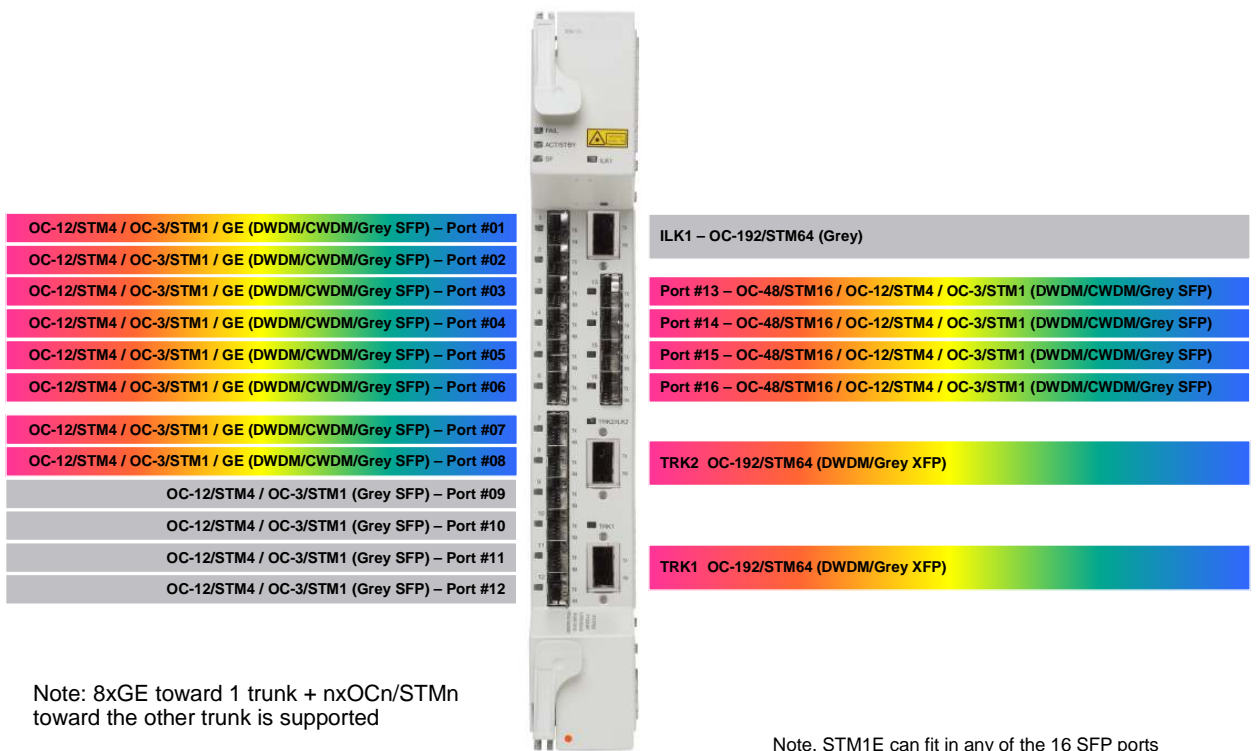 FAIL
ACT/STBY
SF
ILK1
OC-12/STM4 / OC-3/STM1 / GE (DWDM/CWDM/Grey SFP) – Port #01
OC-12/STM4 / OC-3/STM1 / GE (DWDM/CWDM/Grey SFP) – Port #02
OC-12/STM4 / OC-3/STM1 / GE (DWDM/CWDM/Grey SFP) – Port #03
OC-12/STM4 / OC-3/STM1 / GE (DWDM/CWDM/Grey SFP) – Port #04
OC-12/STM4 / OC-3/STM1 / GE (DWDM/CWDM/Grey SFP) – Port #05
OC-12/STM4 / OC-3/STM1 / GE (DWDM/CWDM/Grey SFP) – Port #06
OC-12/STM4 / OC-3/STM1 / GE (DWDM/CWDM/Grey SFP) – Port #07
OC-12/STM4 / OC-3/STM1 / GE (DWDM/CWDM/Grey SFP) – Port #08
OC-12/STM4 / OC-3/STM1 (Grey SFP) – Port #09
OC-12/STM4 / OC-3/STM1 (Grey SFP) – Port #10
OC-12/STM4 / OC-3/STM1 (Grey SFP) – Port #11
OC-12/STM4 / OC-3/STM1 (Grey SFP) – Port #12
TRK2/ILK2
TRK1
ILK1 – OC-192/STM64 (Grey)
Port #13 – OC-48/STM16 / OC-12/STM4 / OC-3/STM1 (DWDM/CWDM/Grey SFP)
Port #14 – OC-48/STM16 / OC-12/STM4 / OC-3/STM1 (DWDM/CWDM/Grey SFP)
Port #15 – OC-48/STM16 / OC-12/STM4 / OC-3/STM1 (DWDM/CWDM/Grey SFP)
Port #16 – OC-48/STM16 / OC-12/STM4 / OC-3/STM1 (DWDM/CWDM/Grey SFP)
TRK2 OC-192/STM64 (DWDM/Grey XFP)
TRK1 OC-192/STM64 (DWDM/Grey XFP)
Note: 8xGE toward 1 trunk + nxOCn/STMn
toward the other trunk is supported
Note. STM1E can fit in any of the 16 SFP ports